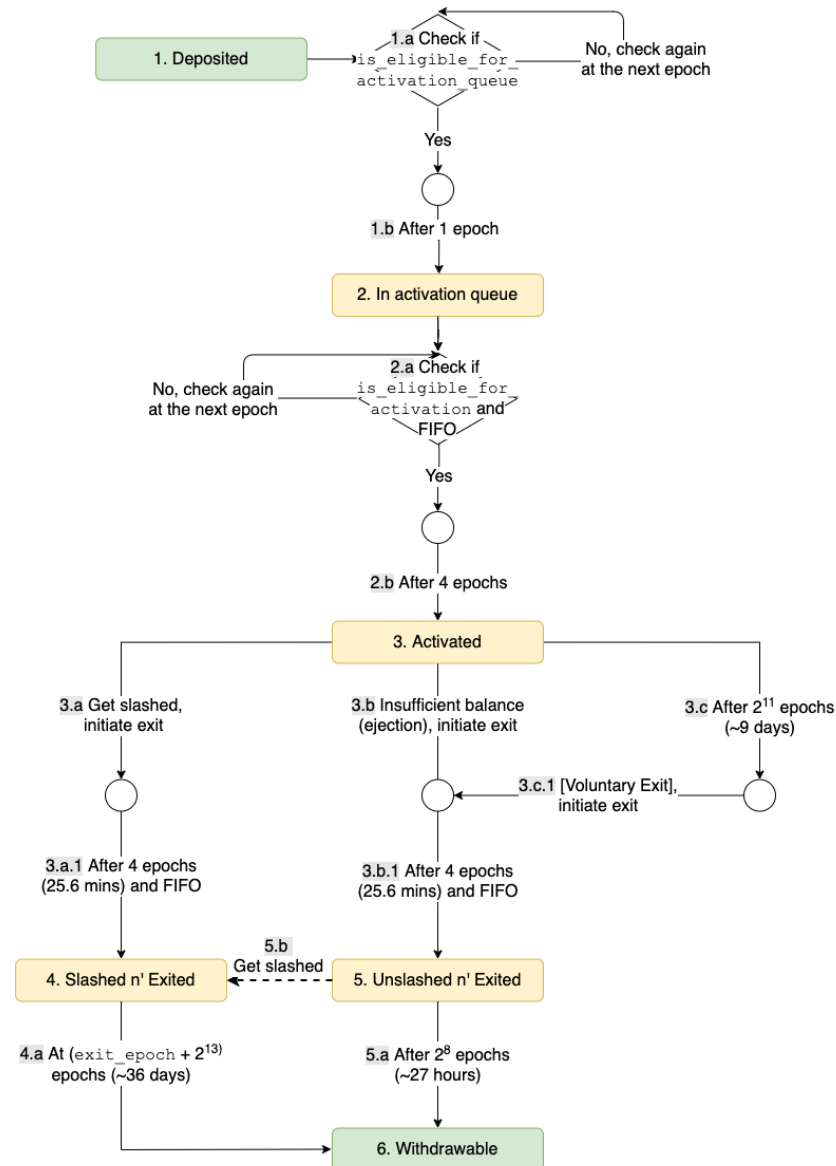 1. Deposited
1.a Check if
is_eligible_for_
activation_queue
No, check again
at the next epoch
Yes
1.b After 1 epoch
2. In activation queue
2.a Check if
is_eligible_for_
activation and
FIFO
No, check again
at the next epoch
Yes
2.b After 4 epochs
3. Activated
3.a Get slashed,
initiate exit
3.b Insufficient balance
(ejection), initiate exit
3.c After 2¹¹ epochs
(~9 days)
3.c.1 [Voluntary Exit],
initiate exit
3.a.1 After 4 epochs
(25.6 mins) and FIFO
3.b.1 After 4 epochs
(25.6 mins) and FIFO
4. Slashed n' Exited
5.b
Get slashed
5. Unslashed n' Exited
4.a At (exit_epoch + 2¹³⁾
epochs (~36 days)
5.a After 2⁸ epochs
(~27 hours)
6. Withdrawable